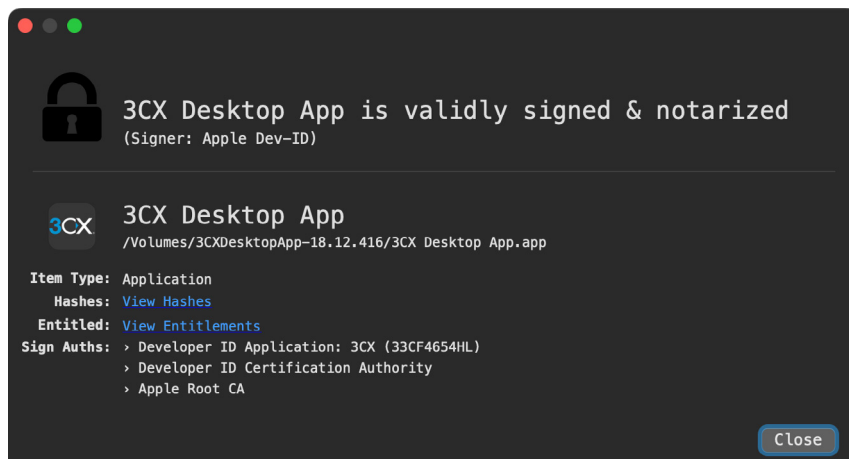 3CX Desktop App is validly signed & notarized
(Signer: Apple Dev-ID)
3CX
3CX Desktop App
/Volumes/3CXDesktopApp-18.12.416/3CX Desktop App.app
Item Type: Application
Hashes: View Hashes
Entitled: View Entitlements
Sign Auths: › Developer ID Application: 3CX (33CF4654HL)
› Developer ID Certification Authority
› Apple Root CA
Close